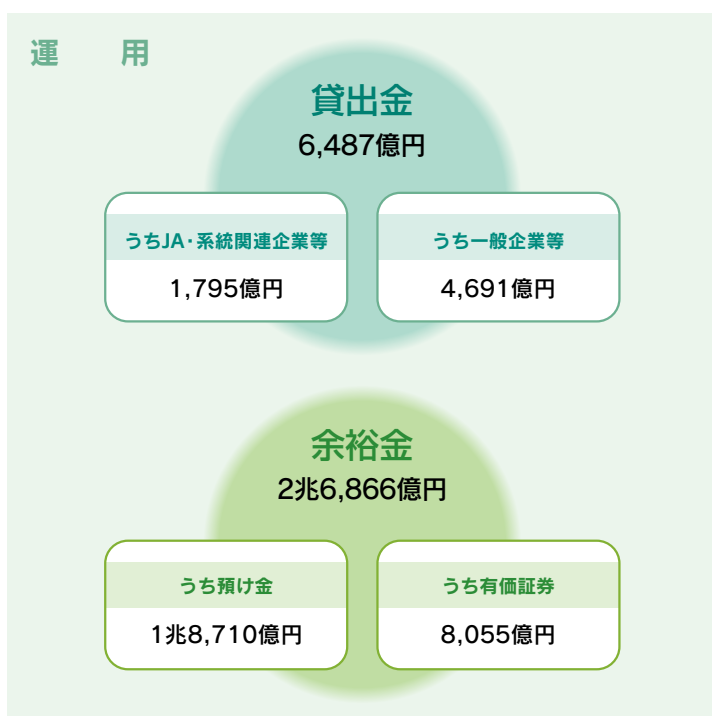 運用
貸出金
6,487億円
うちJA・系統関連企業等
1,795億円
うち一般企業等
4,691億円
余裕金
2兆6,866億円
うち預け金
1兆8,710億円
うち有価証券
8,055億円